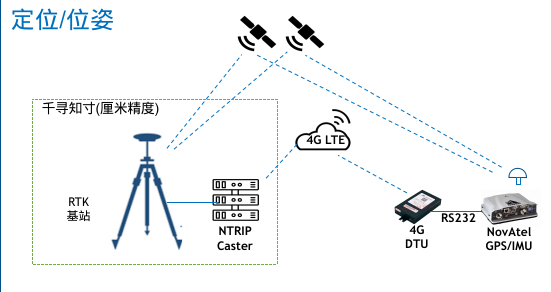 定位/位姿
千寻知寸(厘米精度)
4G LTE
RTK
基站
NTRIP
Caster
4G
DTU
RS232
NovAtel
GPS/IMU